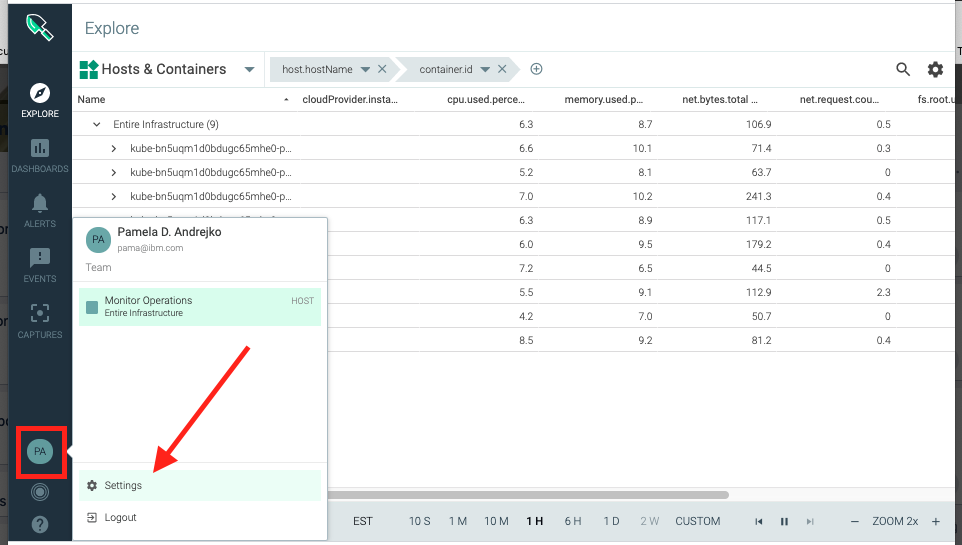 Explore
Hosts & Containers
host.hostName
container.id
Name cloudProvider.insta... cpu.used.perce... memory.used.p... net.bytes.total ... net.request.cou... fs.root.u
Entire Infrastructure (9) 6.3 8.7 106.9 0.5
kube-bn5uqm1d0bdugc65mhe0-p... 6.6 10.1 71.4 0.3
kube-bn5uqm1d0bdugc65mhe0-p... 5.2 8.1 63.7 0
kube-bn5uqm1d0bdugc65mhe0-p... 7.0 10.2 241.3 0.4
6.3 8.9 117.1 0.5
6.0 9.5 179.2 0.4
7.2 6.5 44.5 0
5.5 9.1 112.9 2.3
4.2 7.0 50.7 0
8.5 9.2 81.2 0.4
EXPLORE
DASHBOARDS
ALERTS
EVENTS
CAPTURES
PA
PA
Pamela D. Andrejko
pama@ibm.com
Team
Monitor Operations HOST
Entire Infrastructure
Settings
Logout
EST 10 S 1 M 10 M 1 H 6 H 1 D 2 W CUSTOM ZOOM 2x